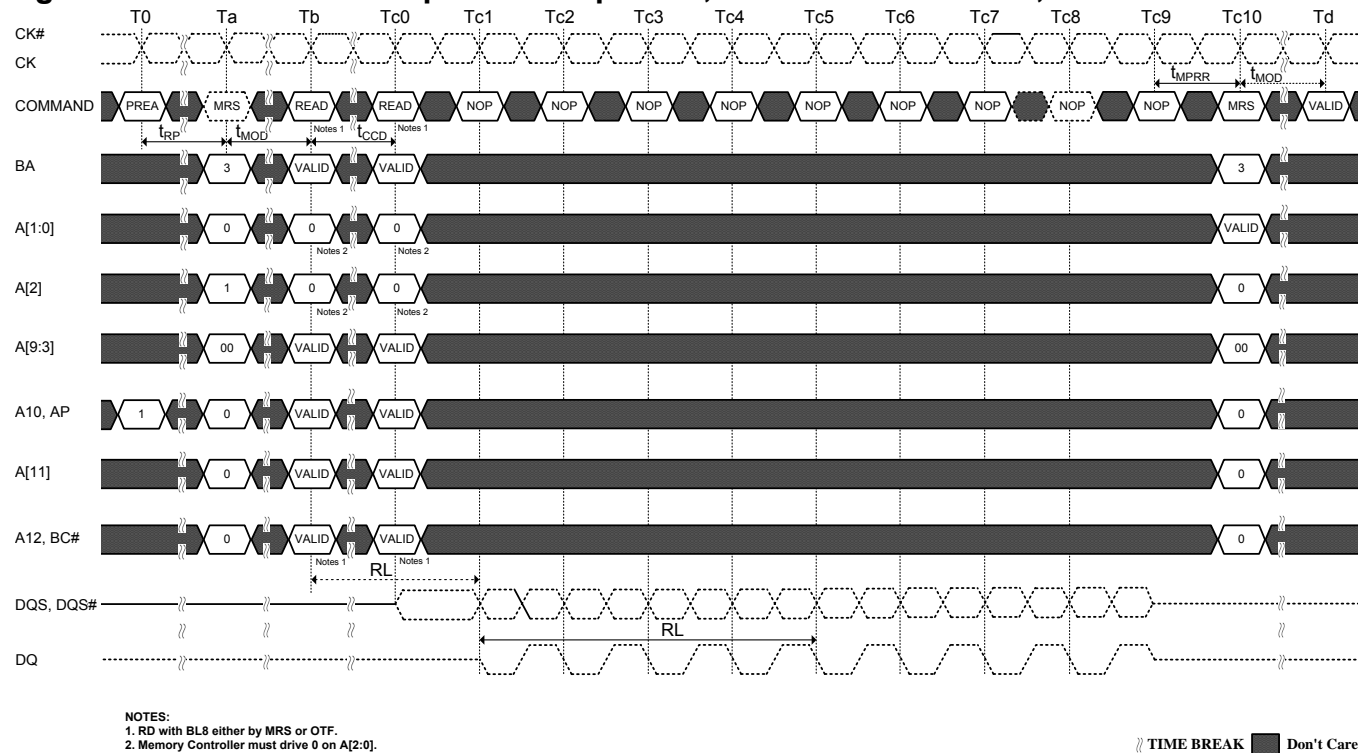 T0 Ta Tb Tc0 Tc1 Tc2 Tc3 Tc4 Tc5 Tc6 Tc7 Tc8 Tc9 Tc10 Td
CK#
CK
tMPRR tMOD
COMMAND PREA MRS READ READ NOP NOP NOP NOP NOP NOP NOP NOP NOP MRS VALID
Notes 1 Notes 1
tRP tMOD tCCD
BA 3 VALID VALID 3
A[1:0] 0 0 0 VALID
Notes 2 Notes 2
A[2] 1 0 0 0
Notes 2 Notes 2
A[9:3] 00 VALID VALID 00
A10, AP 1 0 VALID VALID 0
A[11] 0 VALID VALID 0
A12, BC# 0 VALID VALID 0
Notes 1 Notes 1
RL
DQS, DQS#
RL
DQ
NOTES:
1. RD with BL8 either by MRS or OTF.
2. Memory Controller must drive 0 on A[2:0].
TIME BREAK Don't Care